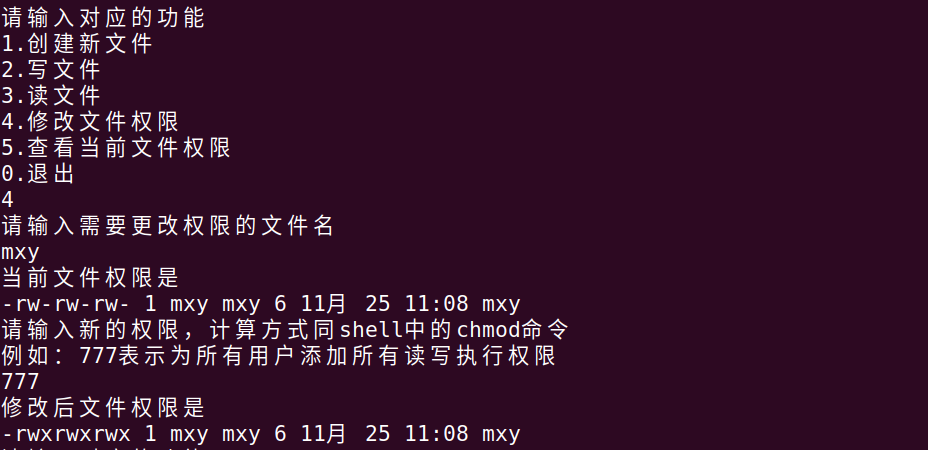 请输入对应的功能
1.创建新文件
2.写文件
3.读文件
4.修改文件权限
5.查看当前文件权限
0.退出
4
请输入需要更改权限的文件名
mxy
当前文件权限是
-rw-rw-rw- 1 mxy mxy 6 11月 25 11:08 mxy
请输入新的权限，计算方式同shell中的chmod命令
例如：777表示为所有用户添加所有读写执行权限
777
修改后文件权限是
-rwxrwxrwx 1 mxy mxy 6 11月 25 11:08 mxy